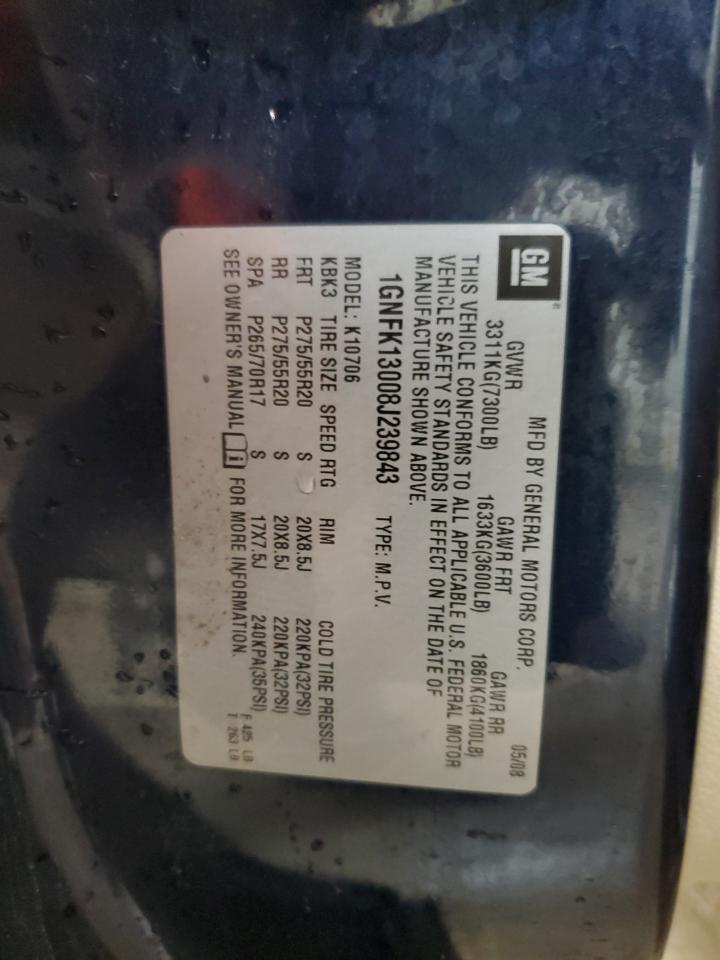 GM®
MFD BY GENERAL MOTORS CORP. 05/08
GVWR GAWR FRT GAWR RR
3311KG(7300LB) 1633KG(3600LB) 1860KG(4100LB)
THIS VEHICLE CONFORMS TO ALL APPLICABLE U.S. FEDERAL MOTOR
VEHICLE SAFETY STANDARDS IN EFFECT ON THE DATE OF
MANUFACTURE SHOWN ABOVE.
1GNFK13008J239843 TYPE: M.P.V.
MODEL: K10706
KBK3 TIRE SIZE SPEED RTG RIM COLD TIRE PRESSURE
FRT P275/55R20 S 20X8.5J 220KPA(32PSI)
RR P275/55R20 S 20X8.5J 220KPA(32PSI)
SPA P265/70R17 S 17X7.5J 240KPA(35PSI)
SEE OWNER'S MANUAL i FOR MORE INFORMATION.
F 425 LB
T 263 LB